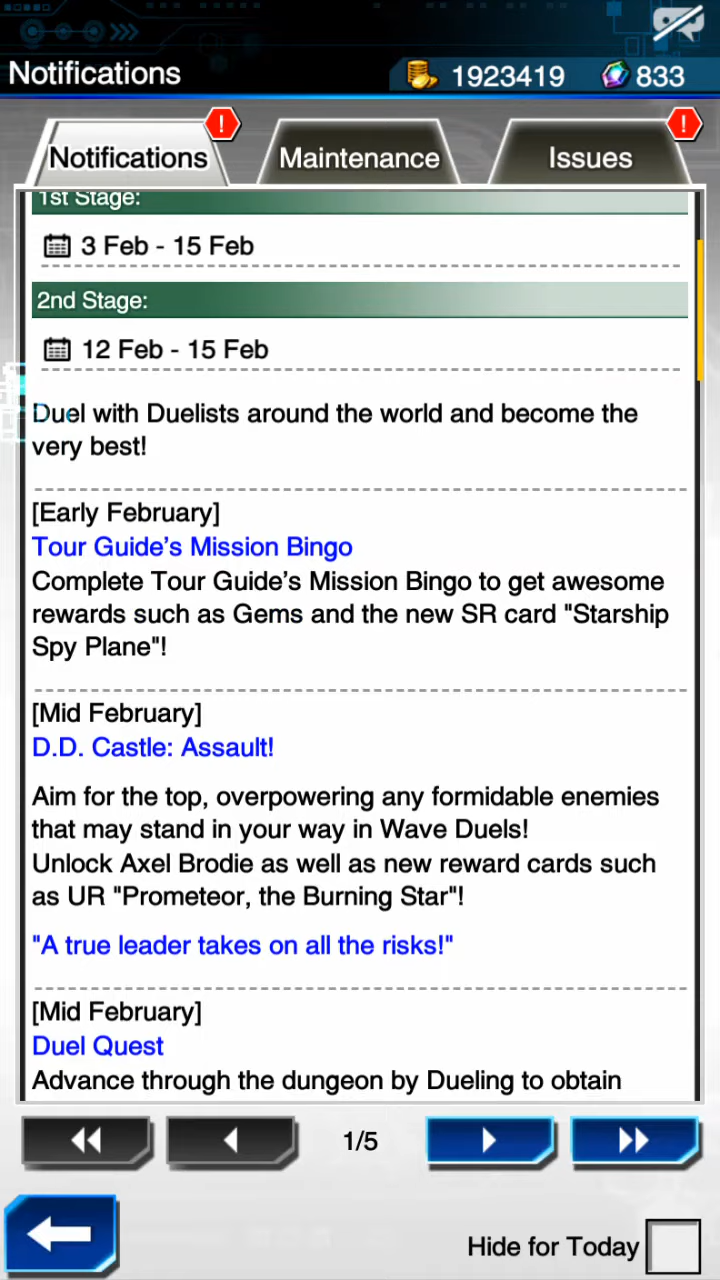 Notifications
1923419
833
Notifications
Maintenance
Issues
1st Stage:
3 Feb - 15 Feb
2nd Stage:
12 Feb - 15 Feb
Duel with Duelists around the world and become the
very best!
[Early February]
Tour Guide's Mission Bingo
Complete Tour Guide's Mission Bingo to get awesome
rewards such as Gems and the new SR card "Starship
Spy Plane"!
[Mid February]
D.D. Castle: Assault!
Aim for the top, overpowering any formidable enemies
that may stand in your way in Wave Duels!
Unlock Axel Brodie as well as new reward cards such
as UR "Prometeor, the Burning Star"!
"A true leader takes on all the risks!"
[Mid February]
Duel Quest
Advance through the dungeon by Dueling to obtain
1/5
Hide for Today